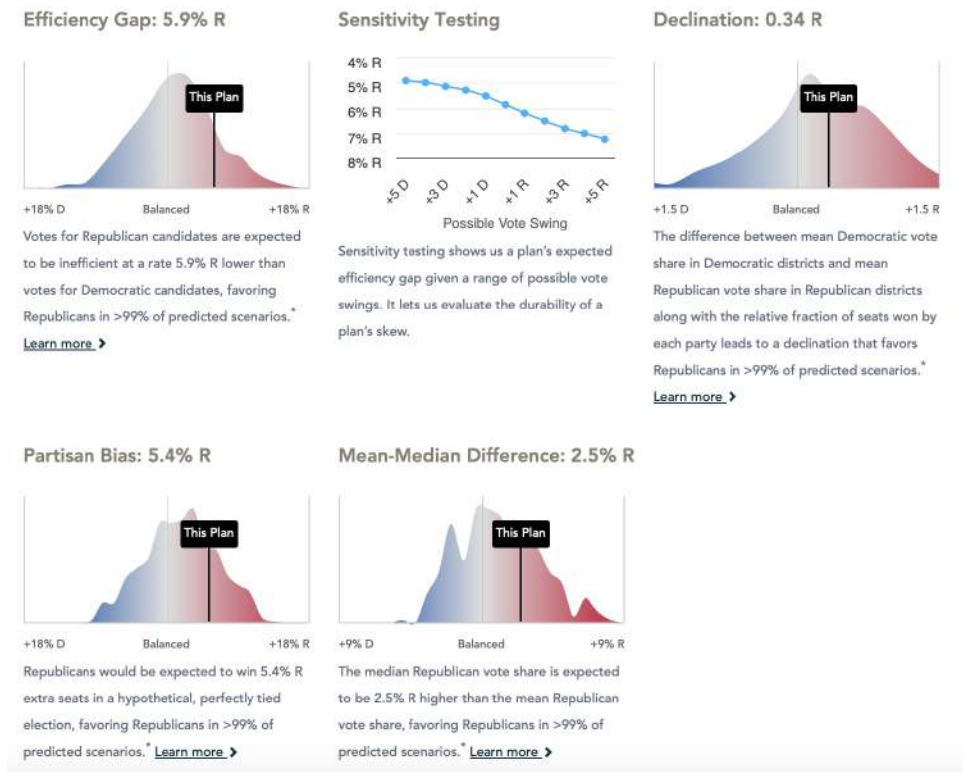 Efficiency Gap: 5.9% R
This Plan
+18% D Balanced +18% R
Votes for Republican candidates are expected
to be inefficient at a rate 5.9% R lower than
votes for Democratic candidates, favoring
Republicans in >99% of predicted scenarios.*
Learn more >
Sensitivity Testing
4% R
5% R
6% R
7% R
8% R
+5 D +3 D +1 D +1 R +3 R +5 R
Possible Vote Swing
Sensitivity testing shows us a plan's expected
efficiency gap given a range of possible vote
swings. It lets us evaluate the durability of a
plan's skew.
Declination: 0.34 R
This Plan
+1.5 D Balanced +1.5 R
The difference between mean Democratic vote
share in Democratic districts and mean
Republican vote share in Republican districts
along with the relative fraction of seats won by
each party leads to a declination that favors
Republicans in >99% of predicted scenarios.*
Learn more >
Partisan Bias: 5.4% R
This Plan
+18% D Balanced +18% R
Republicans would be expected to win 5.4% R
extra seats in a hypothetical, perfectly tied
election, favoring Republicans in >99% of
predicted scenarios.* Learn more >
Mean-Median Difference: 2.5% R
This Plan
+9% D Balanced +9% R
The median Republican vote share is expected
to be 2.5% R higher than the mean Republican
vote share, favoring Republicans in >99% of
predicted scenarios.* Learn more >